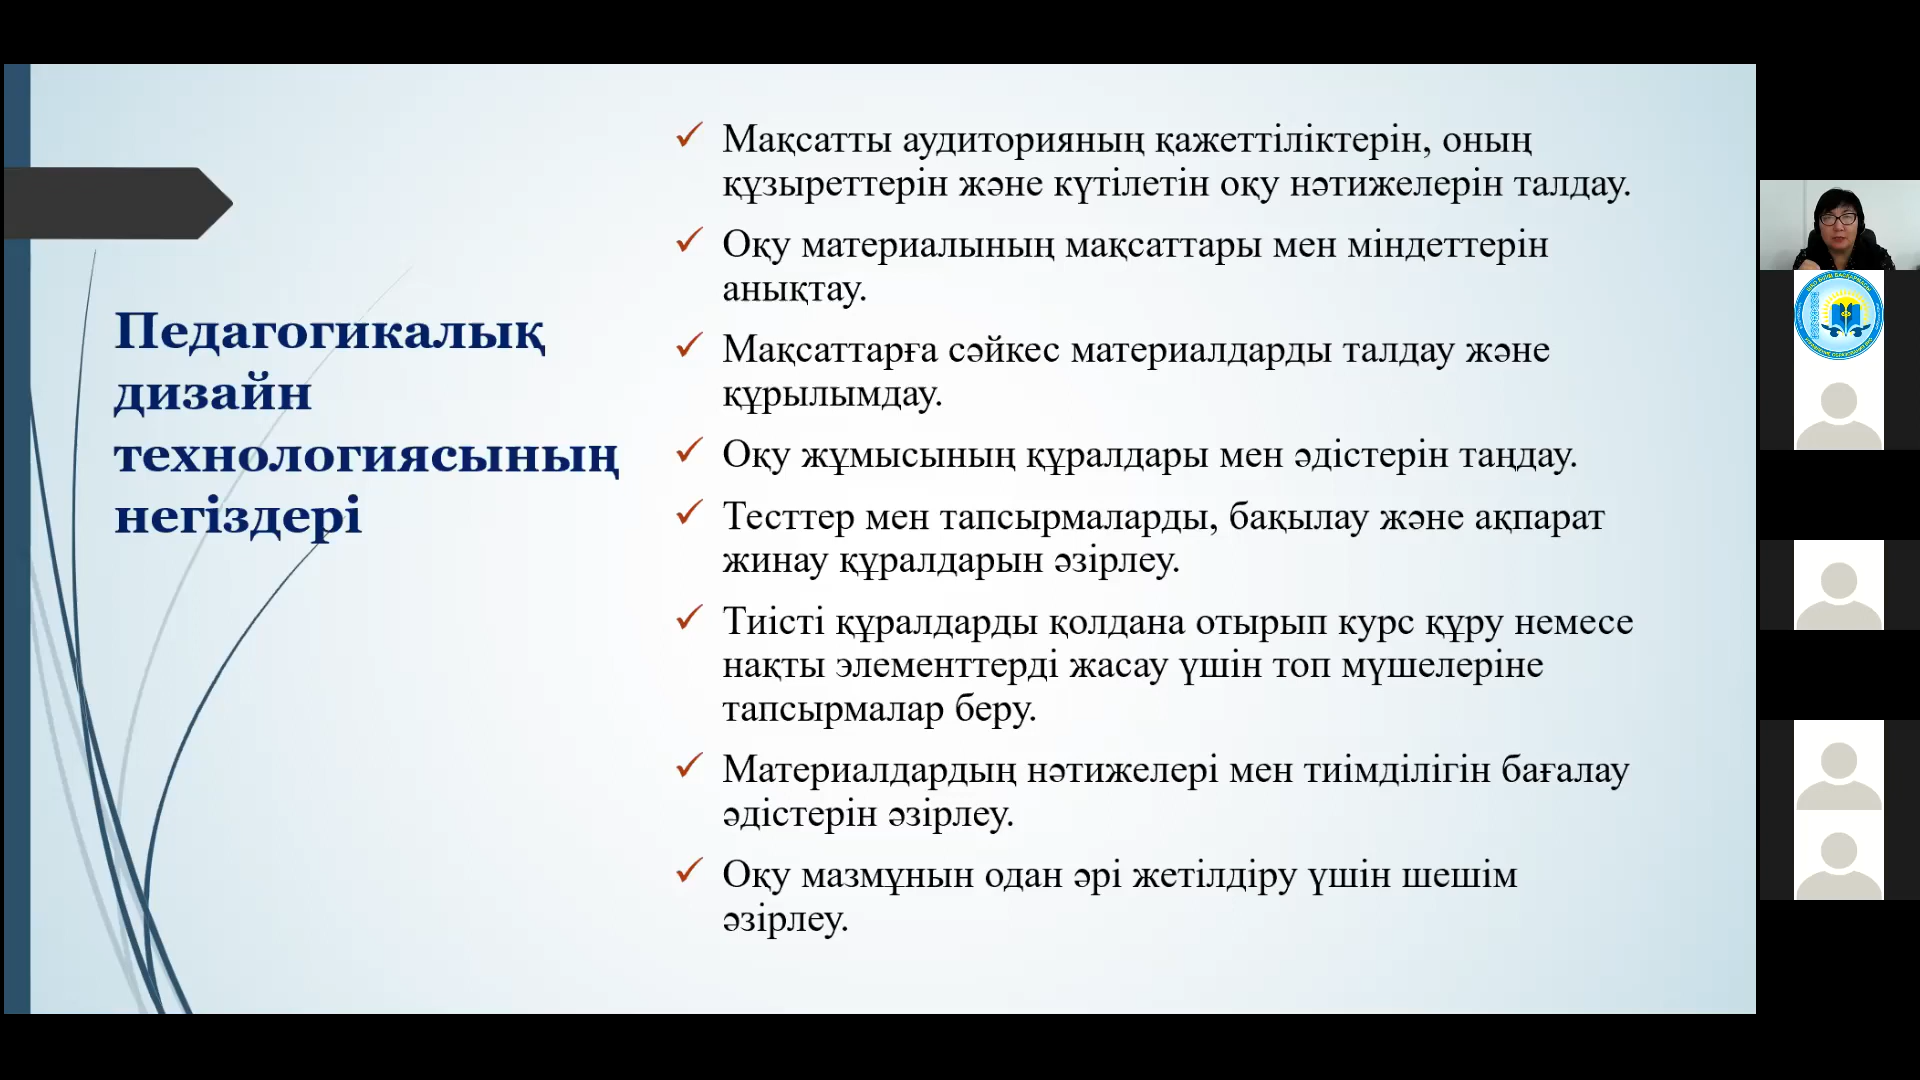 Педагогикалық
дизайн
технологиясының
негіздері
Мақсатты аудиторияның қажеттіліктерін, оның
құзыреттерін және күтілетін оқу нәтижелерін талдау.
Оқу материалының мақсаттары мен міндеттерін
анықтау.
Мақсаттарға сәйкес материалдарды талдау және
құрылымдау.
Оқу жұмысының құралдары мен әдістерін таңдау.
Тесттер мен тапсырмаларды, бақылау және ақпарат
жинау құралдарын әзірлеу.
Тиісті құралдарды қолдана отырып курс құру немесе
нақты элементтерді жасау үшін топ мүшелеріне
тапсырмалар беру.
Материалдардың нәтижелері мен тиімділігін бағалау
әдістерін әзірлеу.
Оқу мазмұнын одан әрі жетілдіру үшін шешім
әзірлеу.